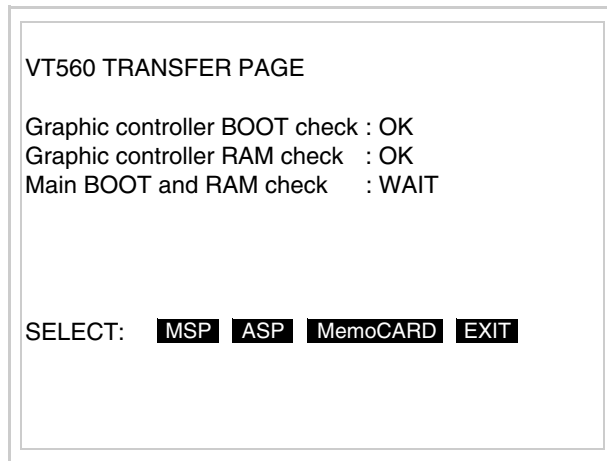 VT560 TRANSFER PAGE
Graphic controller BOOT check : OK
Graphic controller RAM check : OK
Main BOOT and RAM check : WAIT
SELECT: MSP ASP MemoCARD EXIT